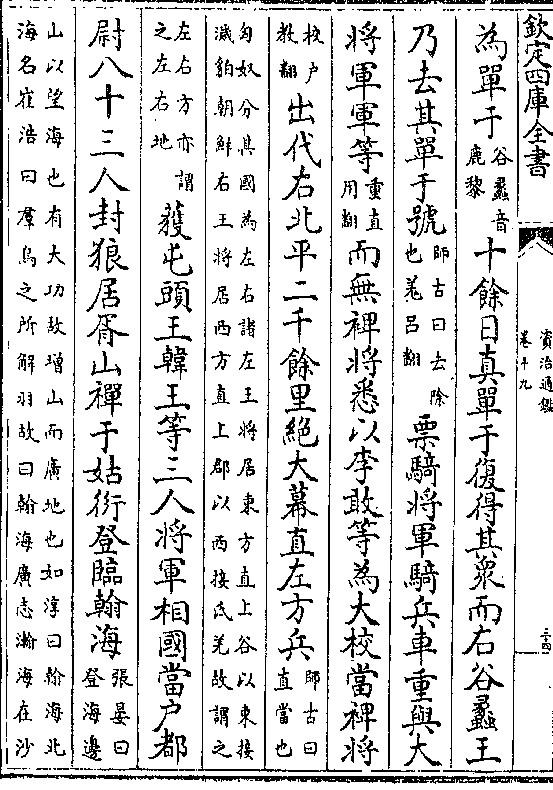 欽定四庫全書
資治通鑑
卷十九
三十四
為單于谷蠡音鹿黎十餘日真單于復得其衆而右谷蠡王
乃去其單于號師古曰去除也羌呂翻票騎將軍騎兵車重與大
將軍軍等重直用翻而無裨將悉以李敢等為大校當裨將
校户教翻出代右北平二千餘里絶大幕直左方兵師古曰直當也
匈奴分其國為左右諸左王將居東方直上谷以東接濊貃朝鮮右王將居西方直上郡以西接氐羌故謂之
左右方亦謂之左右地獲屯頭王韓王等三人將軍相國當户都
尉八十三人封狼居胥山禪于姑衍登臨翰海張晏曰登海邊
山以望海也有大功故增山而廣地也如淳曰翰海北海名崔浩曰羣鳥之所解羽故曰翰海廣志瀚海在沙